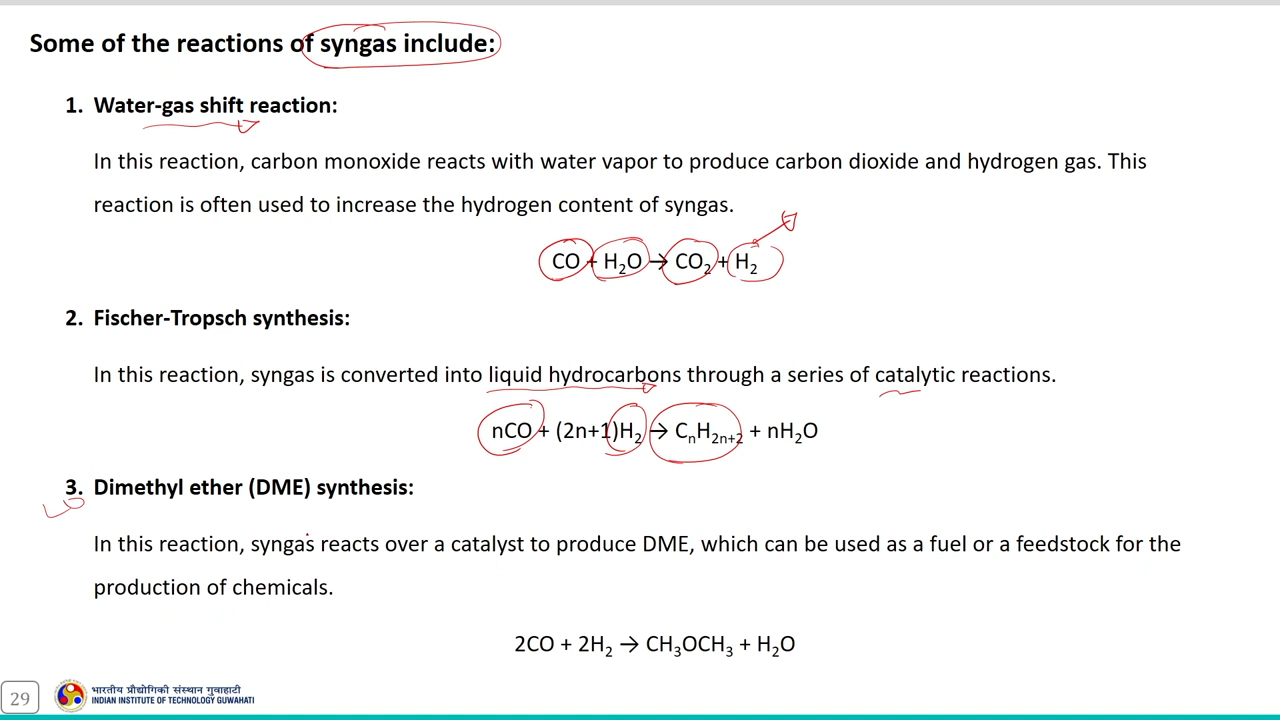 Some of the reactions of syngas include:
1. Water-gas shift reaction:
In this reaction, carbon monoxide reacts with water vapor to produce carbon dioxide and hydrogen gas. This
reaction is often used to increase the hydrogen content of syngas.
CO + H₂O → CO₂ + H₂
2. Fischer-Tropsch synthesis:
In this reaction, syngas is converted into liquid hydrocarbons through a series of catalytic reactions.
nCO + (2n+1)H₂ → CₙH₂ₙ₊₂ + nH₂O
3. Dimethyl ether (DME) synthesis:
In this reaction, syngas reacts over a catalyst to produce DME, which can be used as a fuel or a feedstock for the
production of chemicals.
2CO + 2H₂ → CH₃OCH₃ + H₂O
29
भारतीय प्रौद्योगिकी संस्थान गुवाहाटी
INDIAN INSTITUTE OF TECHNOLOGY GUWAHATI